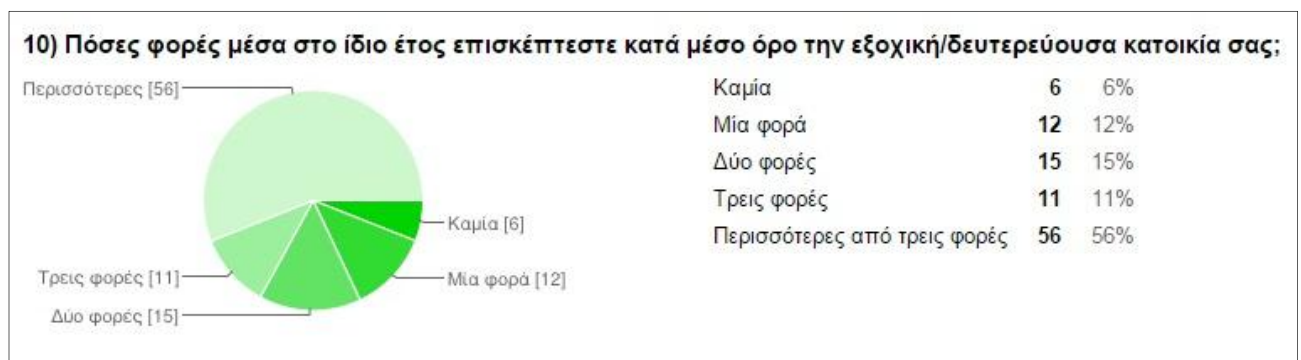 10) Πόσες φορές μέσα στο ίδιο έτος επισκέπτεστε κατά μέσο όρο την εξοχική/δευτερεύουσα κατοικία σας;
Περισσότερες [56]
Καμία [6]
Τρεις φορές [11]
Μία φορά [12]
Δύο φορές [15]
Καμία 6 6%
Μία φορά 12 12%
Δύο φορές 15 15%
Τρεις φορές 11 11%
Περισσότερες από τρεις φορές 56 56%